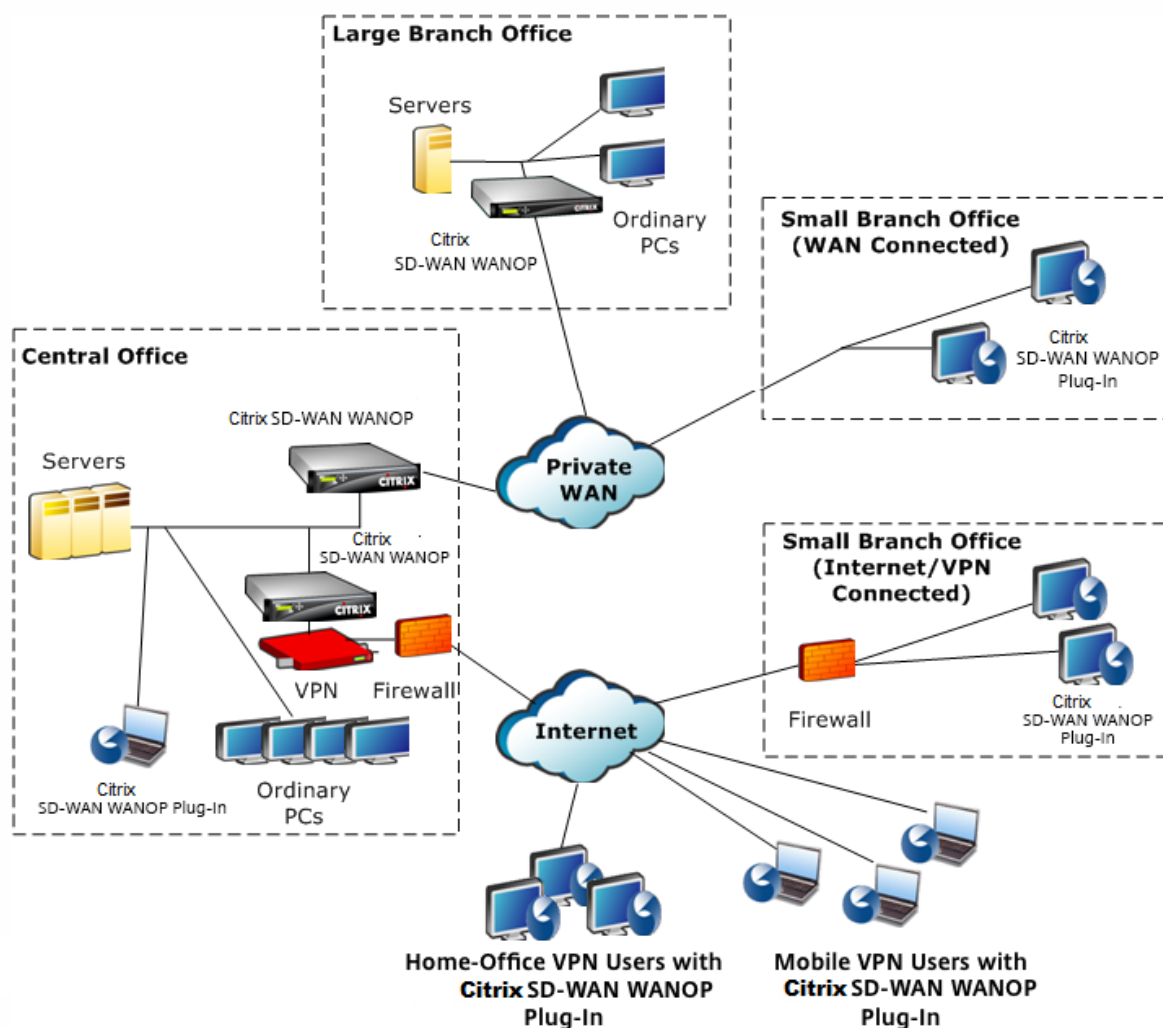 Large Branch Office
Servers
CITRIX
Ordinary
PCs
Citrix
SD-WAN WANOP
Small Branch Office
(WAN Connected)
Citrix
SD-WAN WANOP
Plug-In
Central Office
Citrix SD-WAN WANOP
Servers
CITRIX
Citrix
SD-WAN WANOP
CITRIX
VPN
Firewall
Citrix
SD-WAN WANOP Plug-In
Ordinary
PCs
Private
WAN
Small Branch Office
(Internet/VPN
Connected)
Firewall
Citrix
SD-WAN WANOP
Plug-In
Internet
Home-Office VPN Users with
Citrix SD-WAN WANOP
Plug-In
Mobile VPN Users with
Citrix SD-WAN WANOP
Plug-In